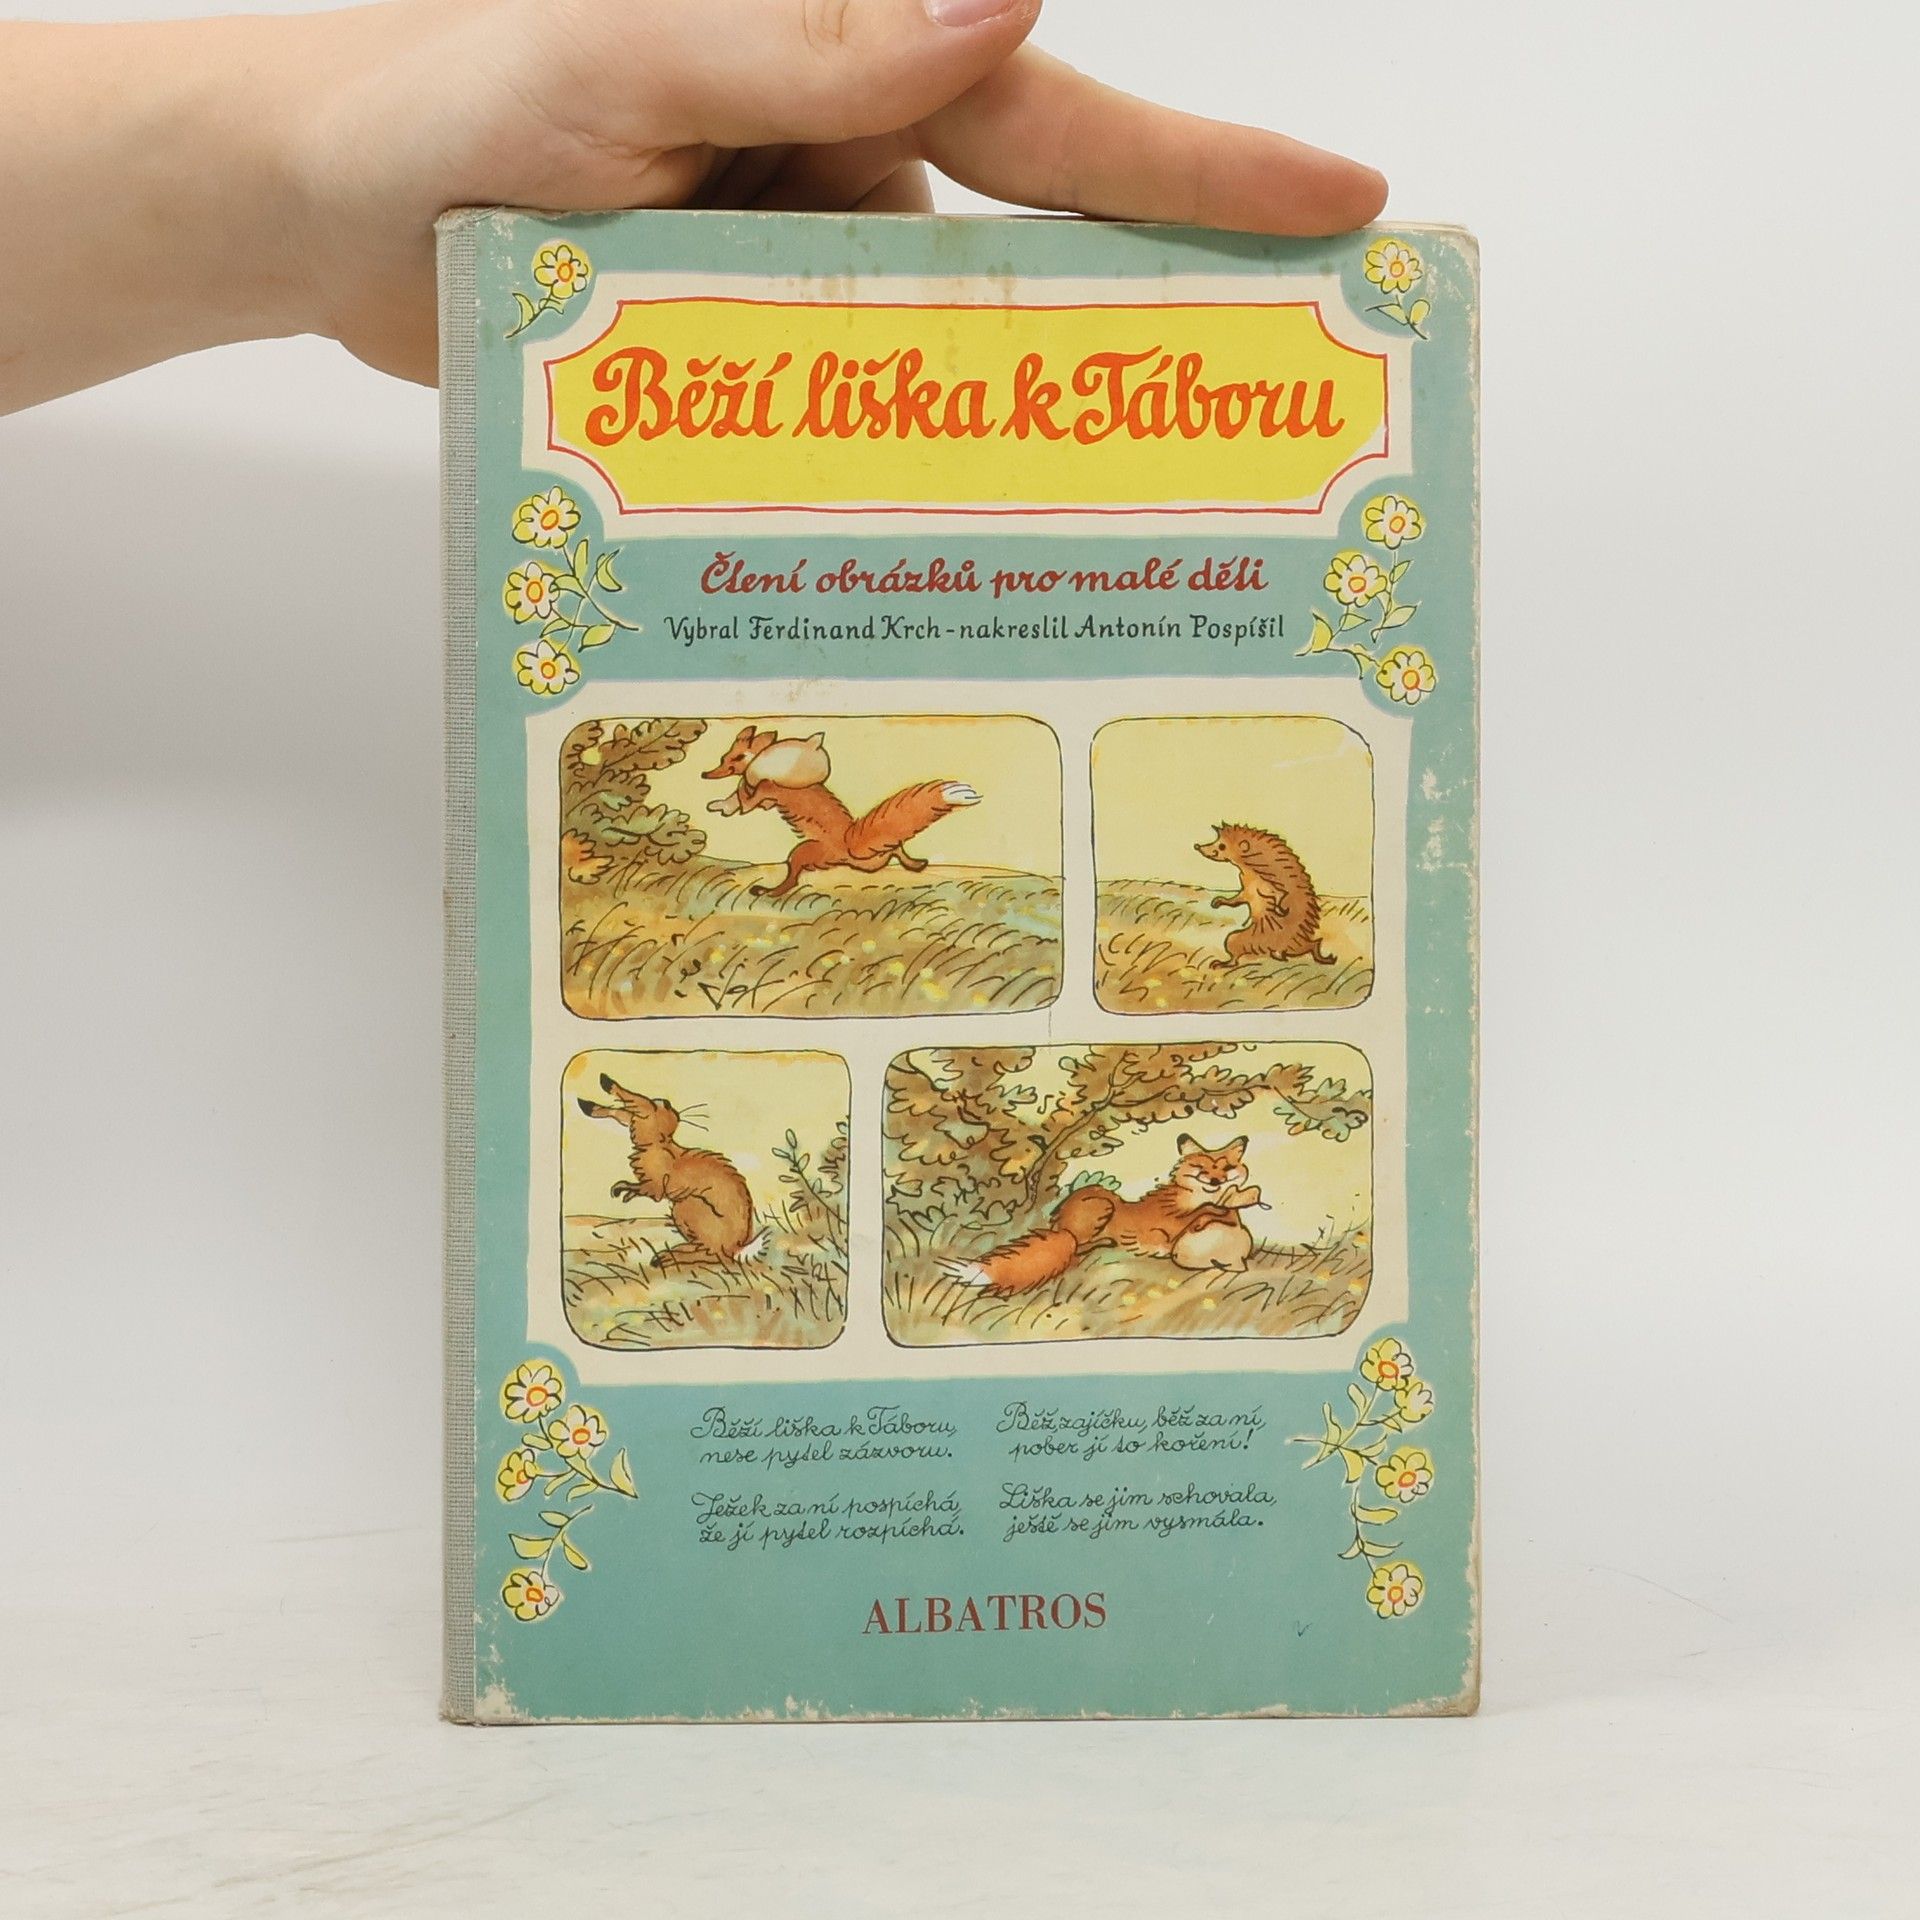 Běží liška k Táboru
Čtení obrázků pro malé děti
Vybral Ferdinand Krch - nakreslil Antonín Pospíšil
Běží liška k Táboru,
nese pytel zázvoru.
Ježek za ní pospíchá,
že jí pytel rozpíchá.
Běž, zajíčku, běž za ní,
pober jí to koření!
Liška se jim schovala,
ještě se jim vysmála.
ALBATROS